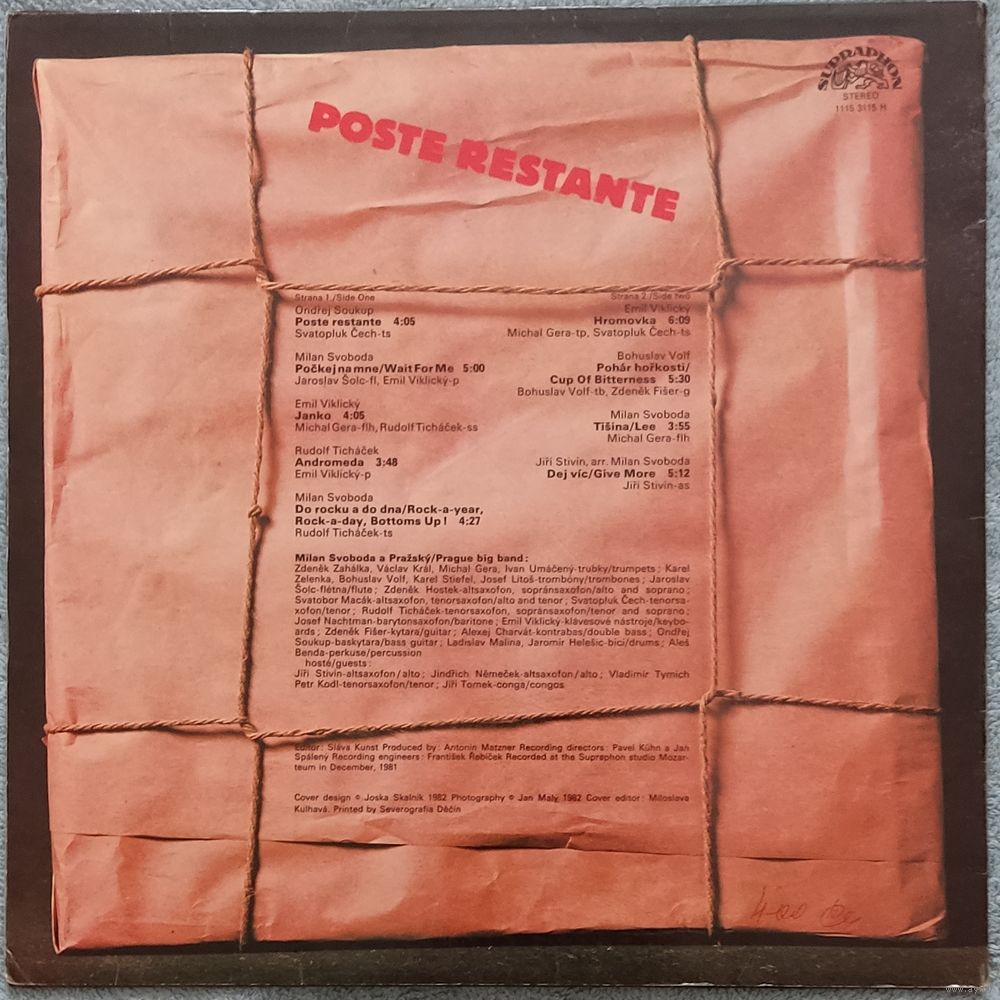 SUPRAPHON
STEREO
1115 3115 H
POSTE RESTANTE
Strana 1/Side One
Ondřej Soukup
Poste restante 4:05
Svatopluk Čech-ts
Milan Svoboda
Počkej na mne/Wait For Me 5:00
Jaroslav Šolc-fl, Emil Viklický-p
Emil Viklický
Janko 4:05
Michal Gera-flh, Rudolf Ticháček-ss
Rudolf Ticháček
Andromeda 3:48
Emil Viklický-p
Milan Svoboda
Do rocku a do dna/Rock-a-year,
Rock-a-day, Bottoms Up! 4:27
Rudolf Ticháček-ts
Strana 2/Side two
Emil Viklický
Hromovka 6:09
Michal Gera-tp, Svatopluk Čech-ts
Bohuslav Volf
Pohár hořkosti/
Cup Of Bitterness 5:30
Bohuslav Volf-tb, Zdeněk Fišer-g
Milan Svoboda
Tišina/Lee 3:55
Michal Gera-flh
Jiří Stivín, arr. Milan Svoboda
Dej víc/Give More 5:12
Jiří Stivín-as
Milan Svoboda a Pražský/Prague big band:
Zdeněk Zahálka, Václav Král, Michal Gera, Ivan Umáčený-trubky/trumpets; Karel
Zelenka, Bohuslav Volf, Karel Stiefel, Josef Litoš-trombóny/trombones; Jaroslav
Šolc-flétna/flute; Zdeněk Hostek-altsaxofon, sopránsaxofon/alto and soprano;
Svatobor Macák-altsaxofon, tenorsaxofon/alto and tenor; Svatopluk Čech-tenorsa-
xofon/tenor; Rudolf Ticháček-tenorsaxofon, sopránsaxofon/tenor and soprano;
Josef Nachtman-barytonsaxofon/baritone; Emil Viklický-klávesové nástroje/keybo-
ards; Zdeněk Fišer-kytara/guitar; Alexej Charvát-kontrabas/double bass; Ondřej
Soukup-baskytara/bass guitar; Ladislav Malina, Jaromír Helešic-bicí/drums; Aleš
Benda-perkuse/percussion
hosté/guests:
Jiří Stivín-altsaxofon/alto; Jindřich Němeček-altsaxofon/alto; Vladimír Tymich
Petr Kodl-tenorsaxofon/tenor; Jiří Tomek-conga/congos
Editor: Sláva Kunst Produced by: Antonín Matzner Recording directors: Pavel Kühn a Jan
Spálený Recording engineers: František Řebíček Recorded at the Supraphon studio Mozar-
teum in December, 1981
Cover design © Joska Skalník 1982 Photography © Jan Malý 1982 Cover editor: Miloslava
Kulhavá. Printed by Severografia Děčín